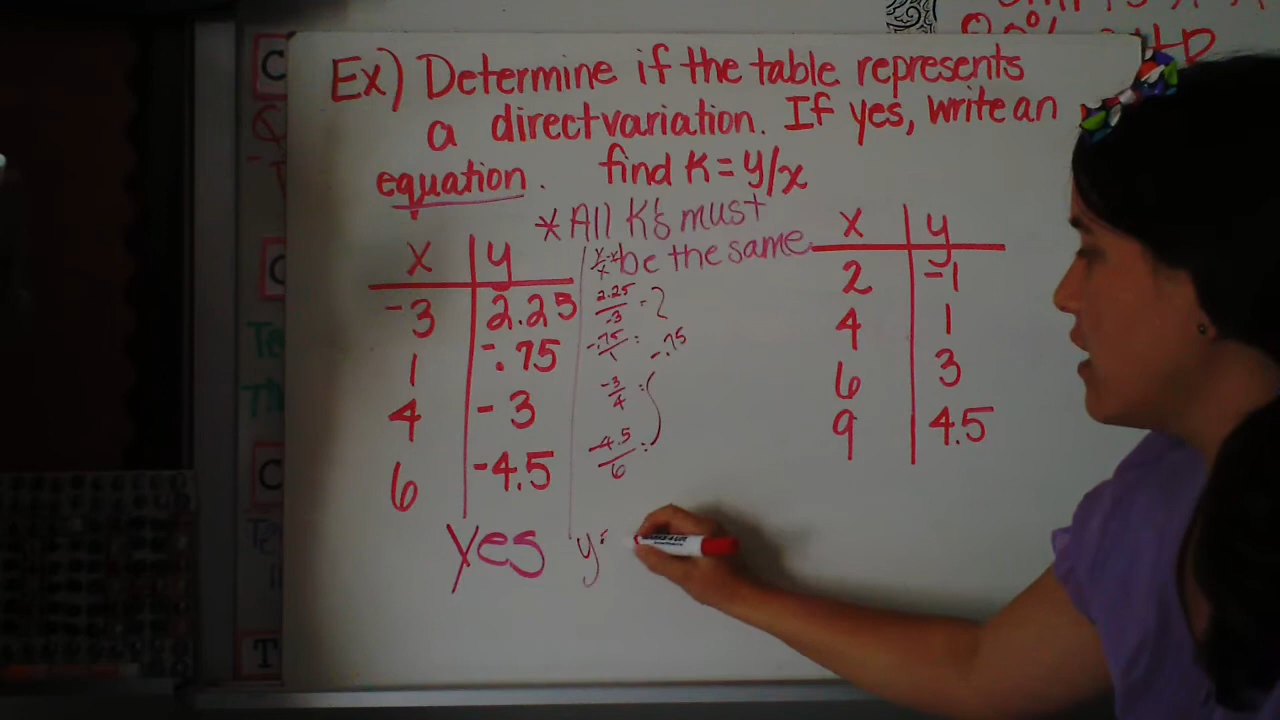 Ex) Determine if the table represents
a direct variation. If yes, write an
equation. find K = y/x
*All K's must
be the same
x y
-3 2.25
1 -.75
4 -3
6 -4.5
2.25/-3 =
-.75/1 = -.75
-3/4 =
-4.5/6 =
yes y=
x y
2 -1
4 1
6 3
9 4.5